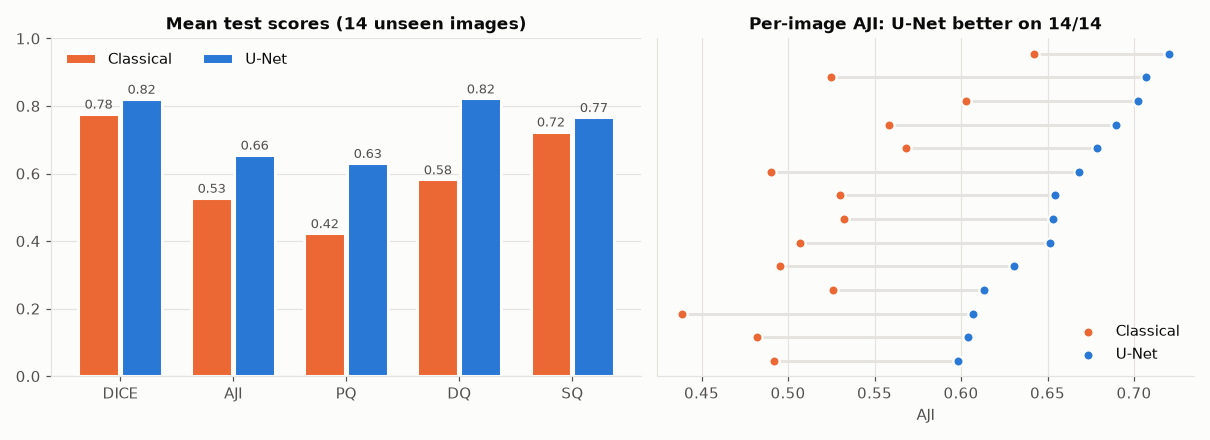 Mean test scores (14 unseen images)
1.0
0.8
0.6
0.4
0.2
0.0
Classical
U-Net
0.78
0.82
0.53
0.66
0.42
0.63
0.58
0.82
0.72
0.77
DICE
AJI
PQ
DQ
SQ
Per-image AJI: U-Net better on 14/14
Classical
U-Net
0.45
0.50
0.55
0.60
0.65
0.70
AJI